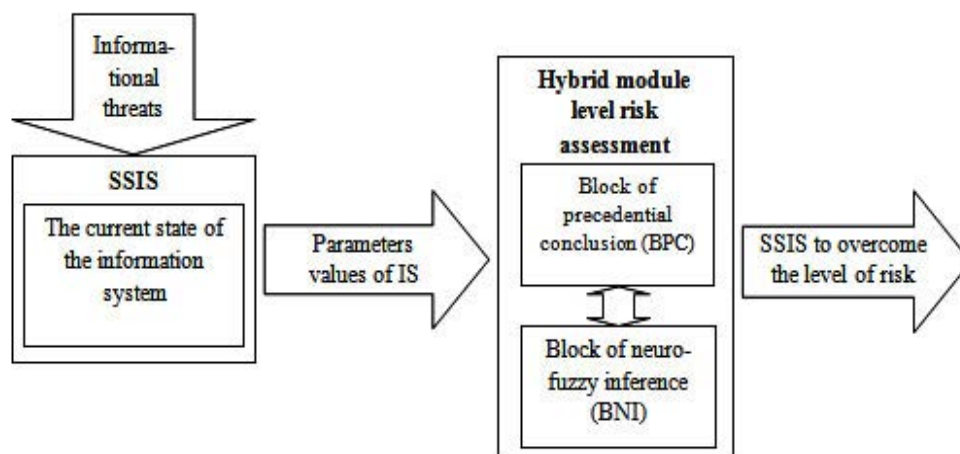 Informa-
tional
threats
SSIS
The current state of
the information
system
Parameters
values of IS
Hybrid module
level risk
assessment
Block of
precedential
conclusion (BPC)
Block of neuro-
fuzzy inference
(BNI)
SSIS to overcome
the level of risk